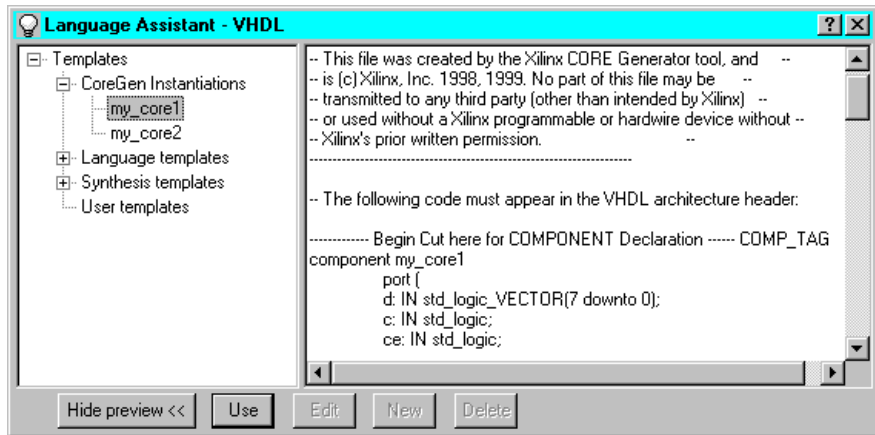 Language Assistant - VHDL
Templates
CoreGen Instantiations
my_core1
my_core2
Language templates
Synthesis templates
User templates
-- This file was created by the Xilinx CORE Generator tool, and --
-- is (c) Xilinx, Inc. 1998, 1999. No part of this file may be --
-- transmitted to any third party (other than intended by Xilinx) --
-- or used without a Xilinx programmable or hardwire device without --
-- Xilinx's prior written permission. --
----------------------------------------------------------------------
-- The following code must appear in the VHDL architecture header:
------------- Begin Cut here for COMPONENT Declaration ------ COMP_TAG
component my_core1
port (
d: IN std_logic_VECTOR(7 downto 0);
c: IN std_logic;
ce: IN std_logic;
Hide preview << Use Edit New Delete